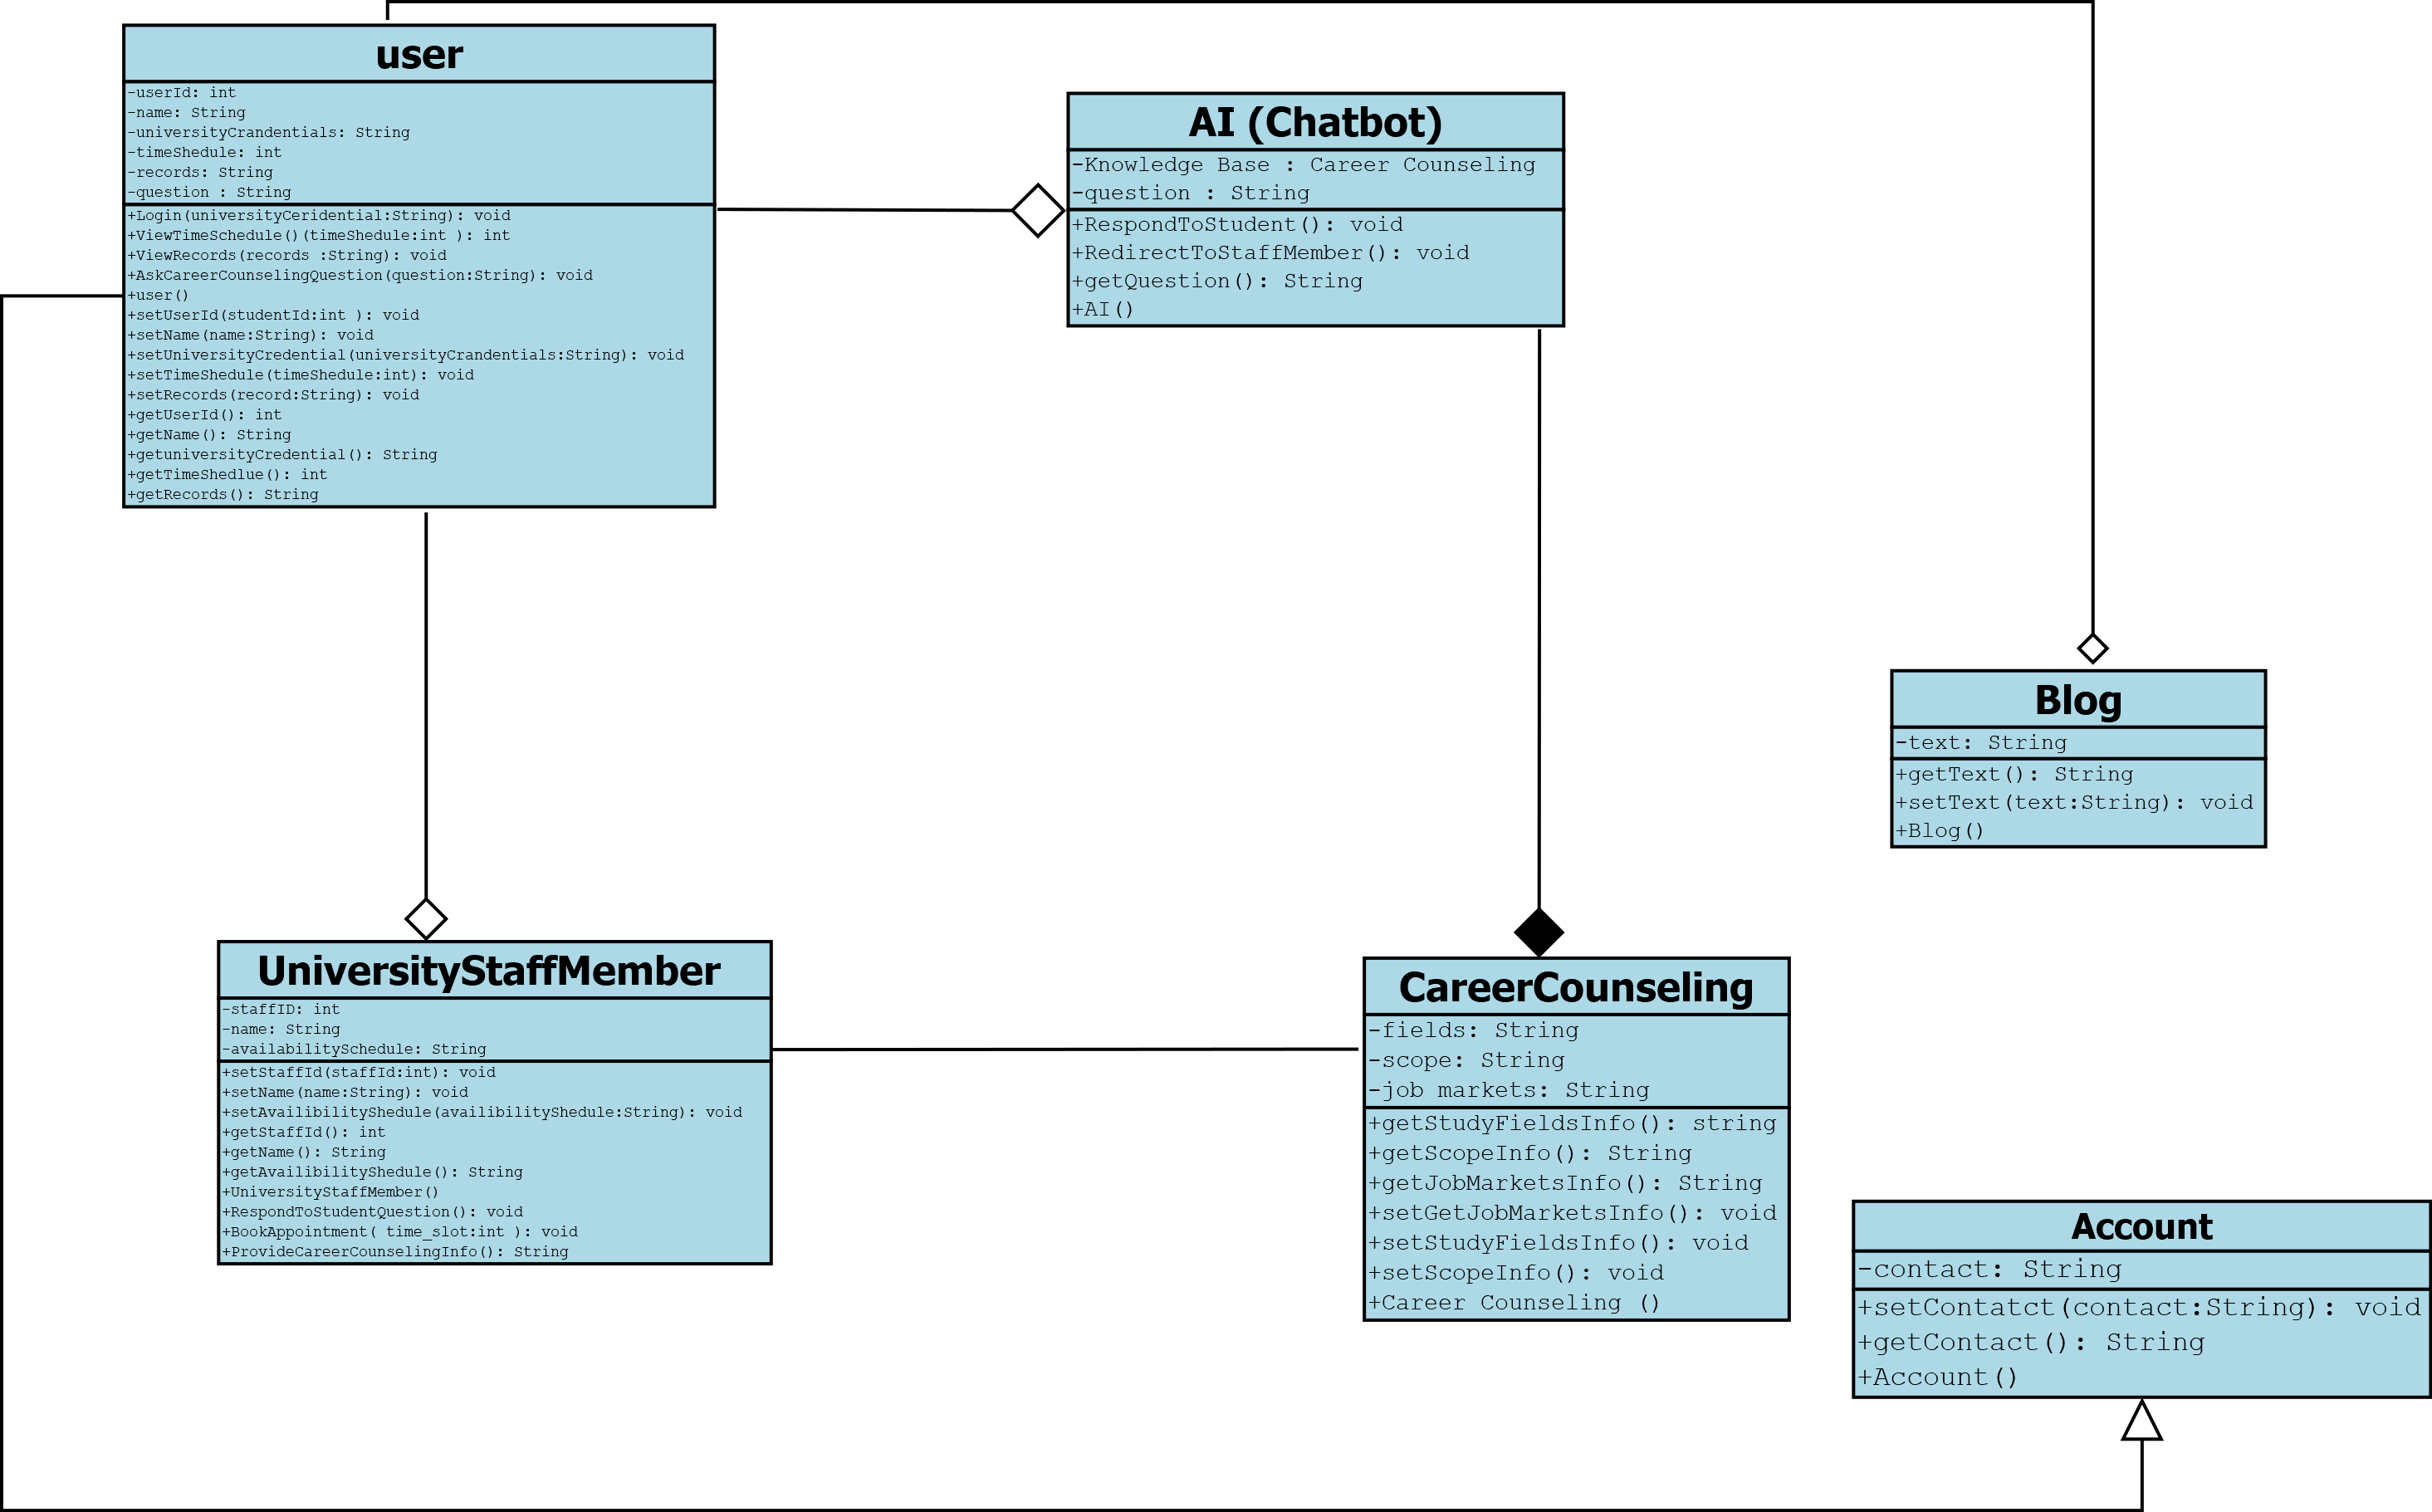 user
-userId: int
-name: String
-universityCrandentials: String
-timeShedule: int
-records: String
-question : String
+Login(universityCeridential:String): void
+ViewTimeSchedule()(timeShedule:int ): int
+ViewRecords(records :String): void
+AskCareerCounselingQuestion(question:String): void
+user()
+setUserId(studentId:int ): void
+setName(name:String): void
+setUniversityCredential(universityCrandentials:String): void
+setTimeShedule(timeShedule:int): void
+setRecords(record:String): void
+getUserId(): int
+getName(): String
+getuniversityCredential(): String
+getTimeShedlue(): int
+getRecords(): String
AI (Chatbot)
-Knowledge Base : Career Counseling
-question : String
+RespondToStudent(): void
+RedirectToStaffMember(): void
+getQuestion(): String
+AI()
Blog
-text: String
+getText(): String
+setText(text:String): void
+Blog()
UniversityStaffMember
-staffID: int
-name: String
-availabilitySchedule: String
+setStaffId(staffId:int): void
+setName(name:String): void
+setAvailibilityShedule(availibilityShedule:String): void
+getStaffId(): int
+getName(): String
+getAvailibilityShedule(): String
+UniversityStaffMember()
+RespondToStudentQuestion(): void
+BookAppointment( time_slot:int ): void
+ProvideCareerCounselingInfo(): String
CareerCounseling
-fields: String
-scope: String
-job markets: String
+getStudyFieldsInfo(): string
+getScopeInfo(): String
+getJobMarketsInfo(): String
+setGetJobMarketsInfo(): void
+setStudyFieldsInfo(): void
+setScopeInfo(): void
+Career Counseling ()
Account
-contact: String
+setContatct(contact:String): void
+getContact(): String
+Account()